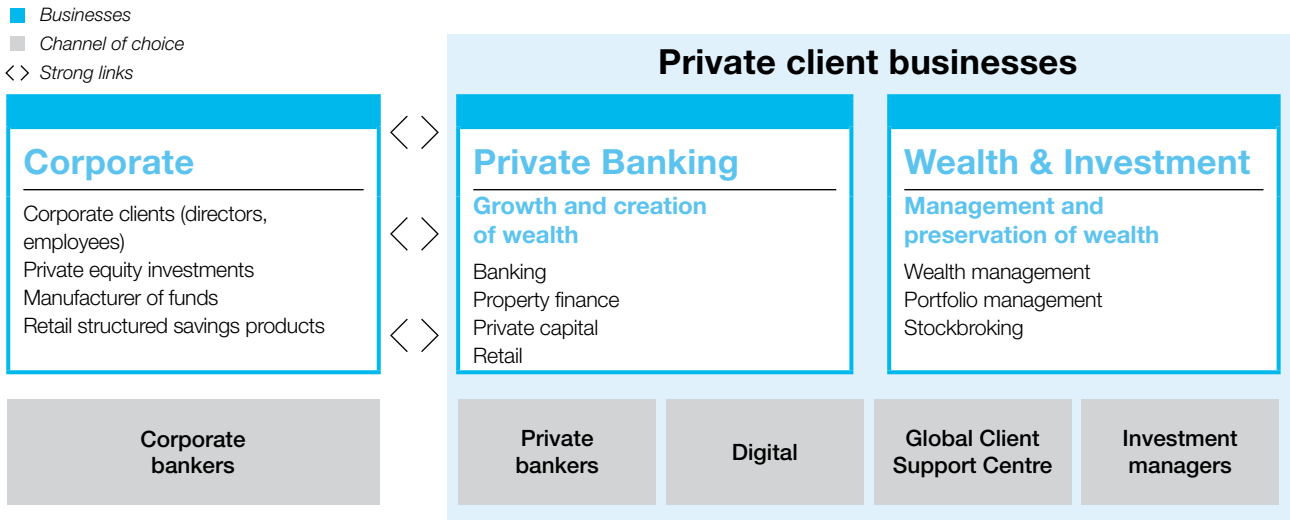 Businesses
Channel of choice
Strong links
Private client businesses
Corporate
Corporate clients (directors,
employees)
Private equity investments
Manufacturer of funds
Retail structured savings products
Private Banking
Growth and creation
of wealth
Banking
Property finance
Private capital
Retail
Wealth & Investment
Management and
preservation of wealth
Wealth management
Portfolio management
Stockbroking
Corporate
bankers
Private
bankers
Digital
Global Client
Support Centre
Investment
managers